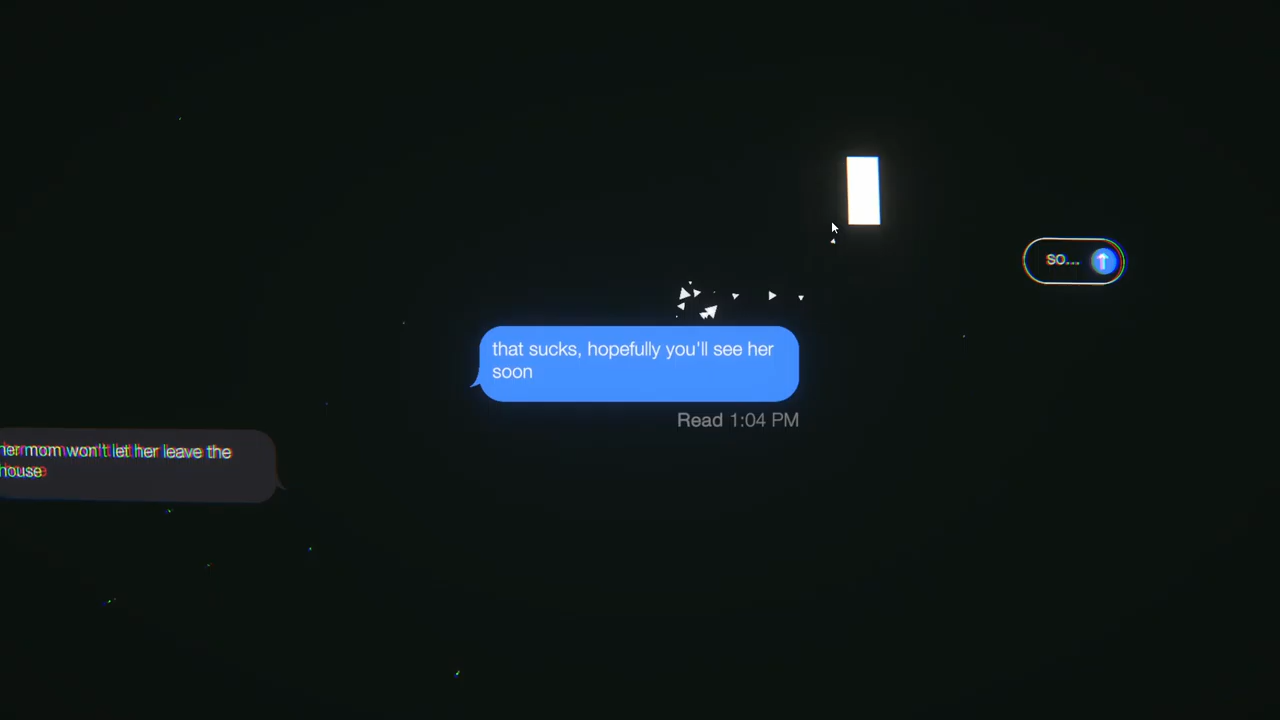 that sucks, hopefully you'll see her
soon
Read 1:04 PM
so...
her mom won't let her leave the
house